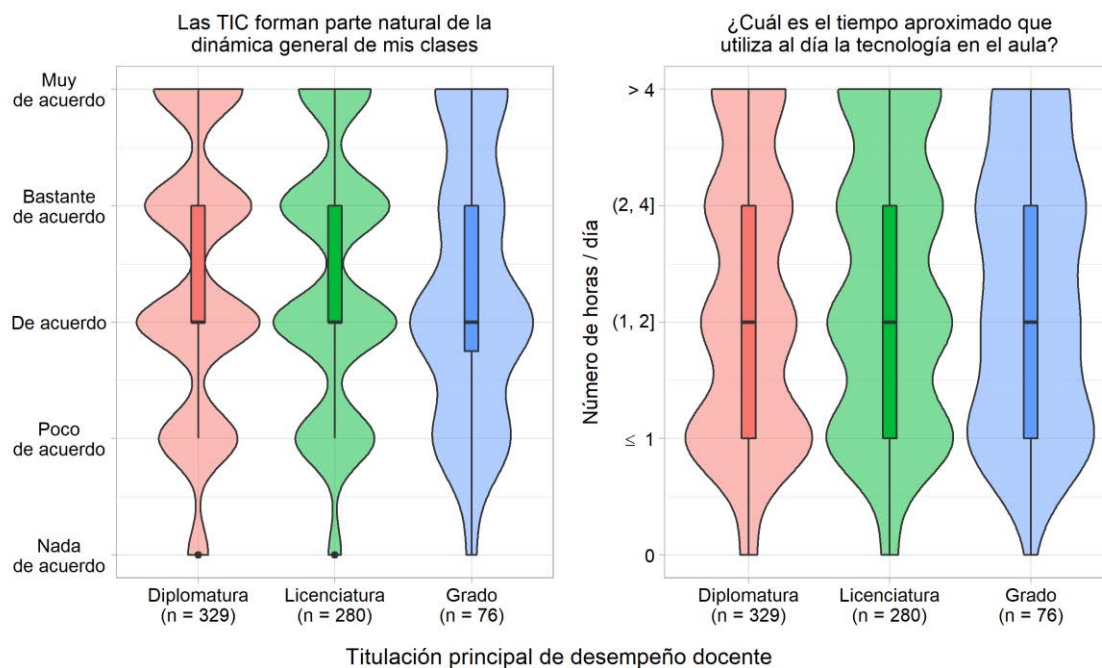 Las TIC forman parte natural de la
dinámica general de mis clases
Muy
de acuerdo
Bastante
de acuerdo
De acuerdo
Poco
de acuerdo
Nada
de acuerdo
Diplomatura
(n = 329)
Licenciatura
(n = 280)
Grado
(n = 76)
¿Cuál es el tiempo aproximado que
utiliza al día la tecnología en el aula?
Número de horas / día
> 4
(2, 4]
(1, 2]
≤ 1
0
Diplomatura
(n = 329)
Licenciatura
(n = 280)
Grado
(n = 76)
Titulación principal de desempeño docente